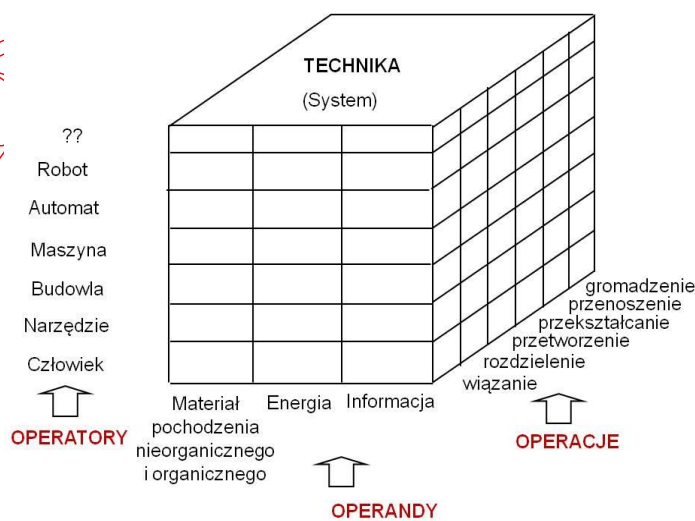 TECHNIKA
(System)
??
Robot
Automat
Maszyna
Budowla
Narzędzie
Człowiek
OPERATORY
Materiał
pochodzenia
nieorganicznego
i organicznego
Energia
Informacja
OPERANDY
gromadzenie
przenoszenie
przekształcanie
przetworzenie
rozdzielenie
wiązanie
OPERACJE